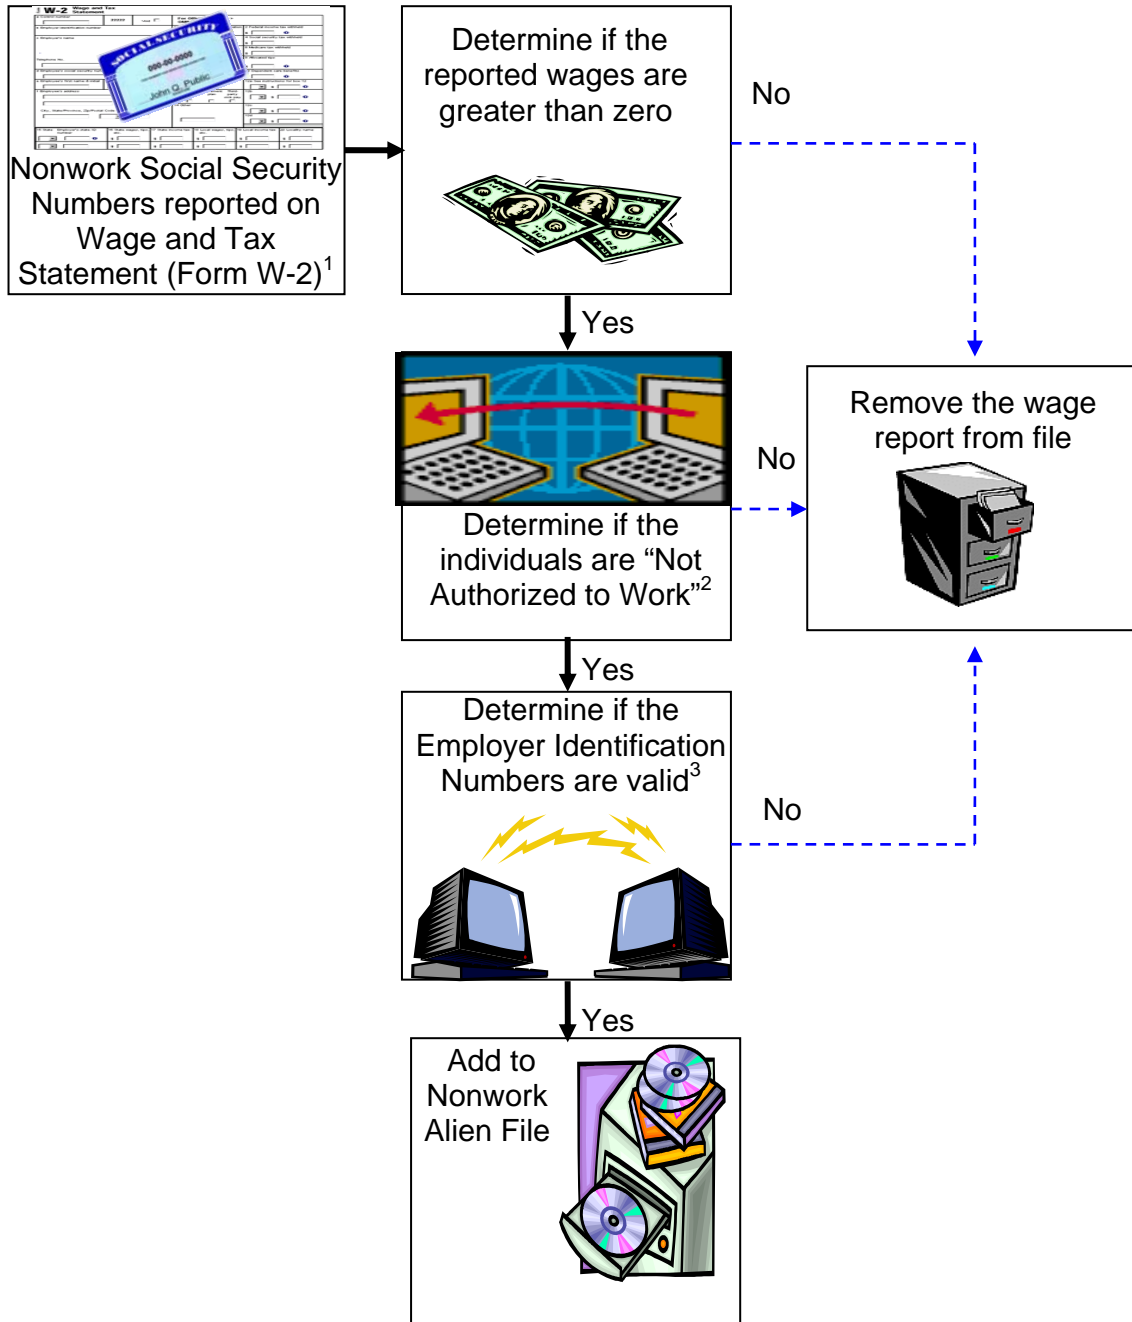 W-2 Wage and Tax Statement
SOCIAL SECURITY
000-00-0000
John Q. Public
Nonwork Social Security
Numbers reported on
Wage and Tax
Statement (Form W-2)1
Determine if the
reported wages are
greater than zero
No
Yes
Determine if the
individuals are “Not
Authorized to Work”2
No
Remove the wage
report from file
Yes
Determine if the
Employer Identification
Numbers are valid3
No
Yes
Add to
Nonwork
Alien File